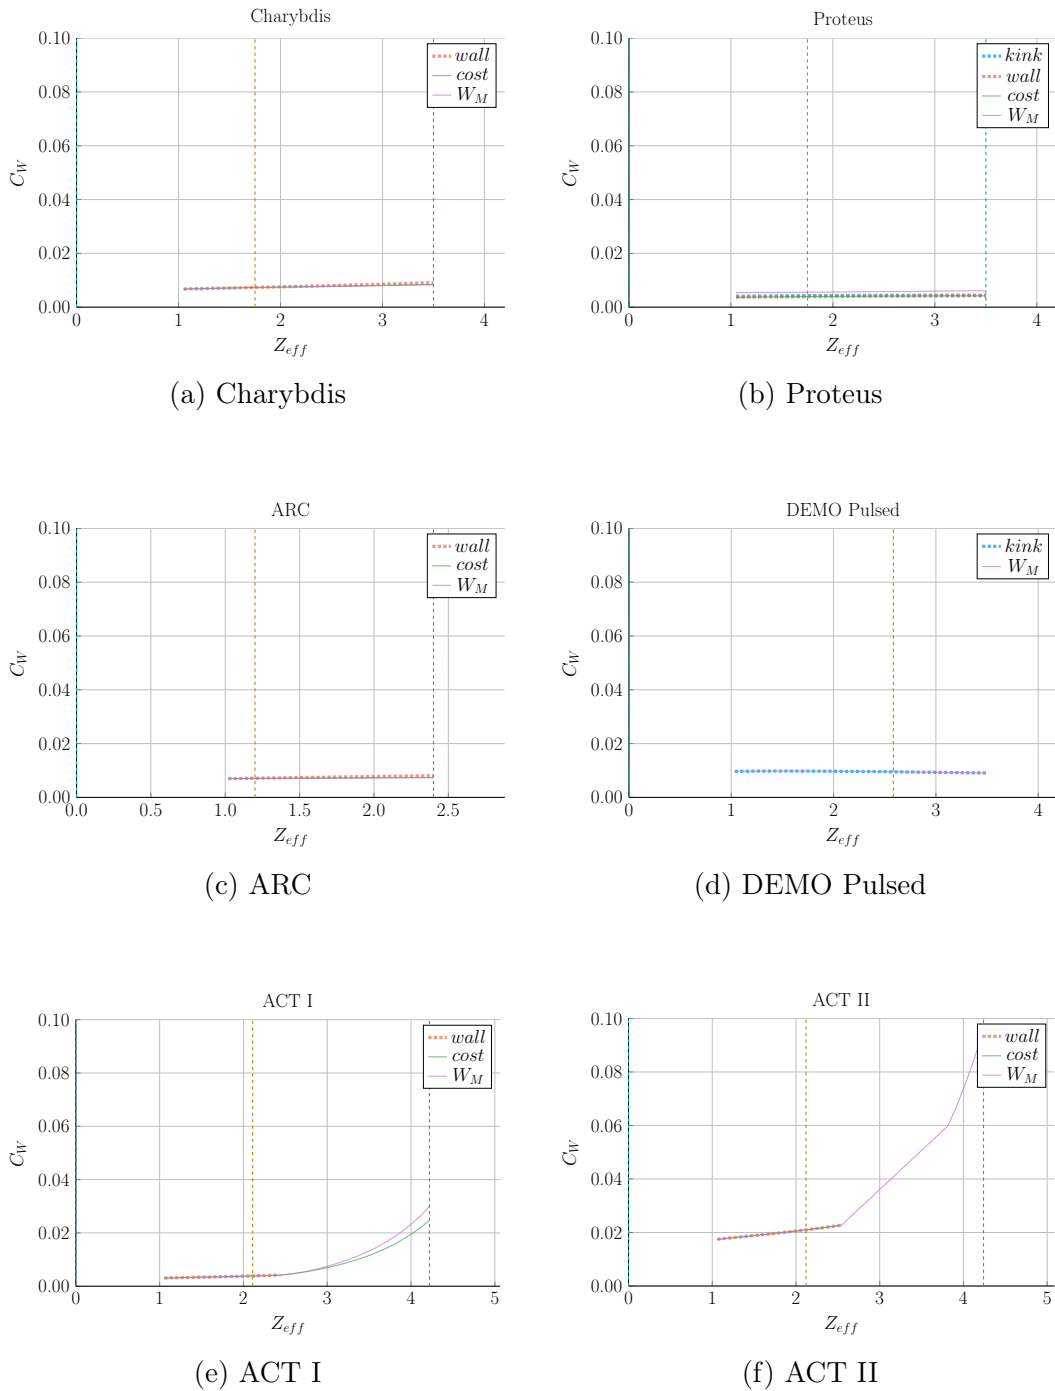 Charybdis
0.10
0.08
0.06
0.04
0.02
0.00
C_W
0 1 2 3 4
Z_eff
wall
cost
W_M
(a) Charybdis
Proteus
0.10
0.08
0.06
0.04
0.02
0.00
C_W
0 1 2 3 4
Z_eff
kink
wall
cost
W_M
(b) Proteus
ARC
0.10
0.08
0.06
0.04
0.02
0.00
C_W
0.0 0.5 1.0 1.5 2.0 2.5
Z_eff
wall
cost
W_M
(c) ARC
DEMO Pulsed
0.10
0.08
0.06
0.04
0.02
0.00
C_W
0 1 2 3 4
Z_eff
kink
W_M
(d) DEMO Pulsed
ACT I
0.10
0.08
0.06
0.04
0.02
0.00
C_W
0 1 2 3 4 5
Z_eff
wall
cost
W_M
(e) ACT I
ACT II
0.10
0.08
0.06
0.04
0.02
0.00
C_W
0 1 2 3 4 5
Z_eff
wall
cost
W_M
(f) ACT II